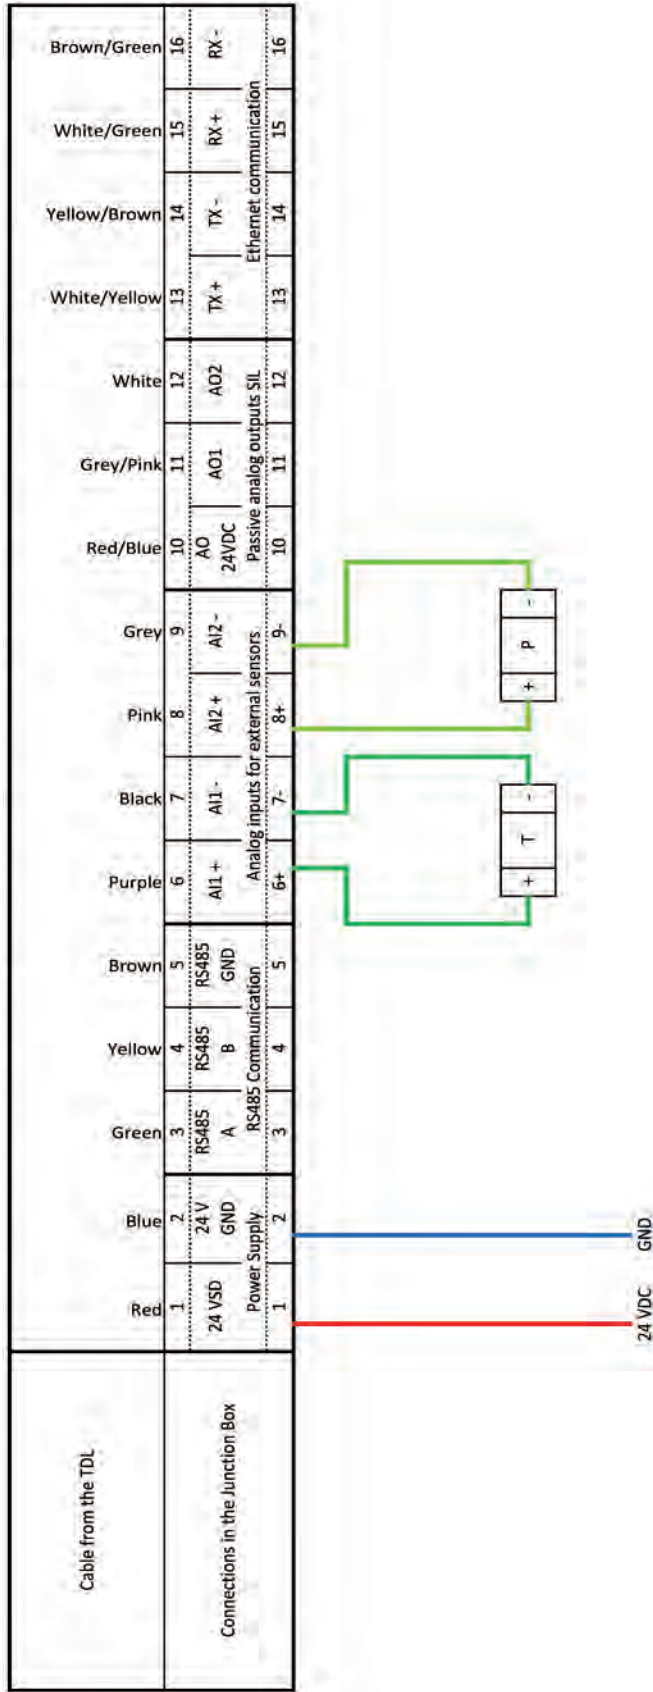 Cable from the TDL
Red
Blue
Green
Yellow
Brown
Purple
Black
Pink
Grey
Red/Blue
Grey/Pink
White
White/Yellow
Yellow/Brown
White/Green
Brown/Green
Connections in the Junction Box
1 2 3 4 5 6 7 8 9 10 11 12 13 14 15 16
24 VSD
24 V GND
RS485 A
RS485 B
RS485 GND
AI1 +
AI1 -
AI2 +
AI2 -
AO 24VDC
AO1
AO2
TX +
TX -
RX +
RX -
Power Supply
RS485 Communication
Analog inputs for external sensors
Passive analog outputs SIL
Ethernet communication
1 2 3 4 5 6+ 7- 8+ 9- 10 11 12 13 14 15 16
+ T -
+ P -
24 VDC
GND